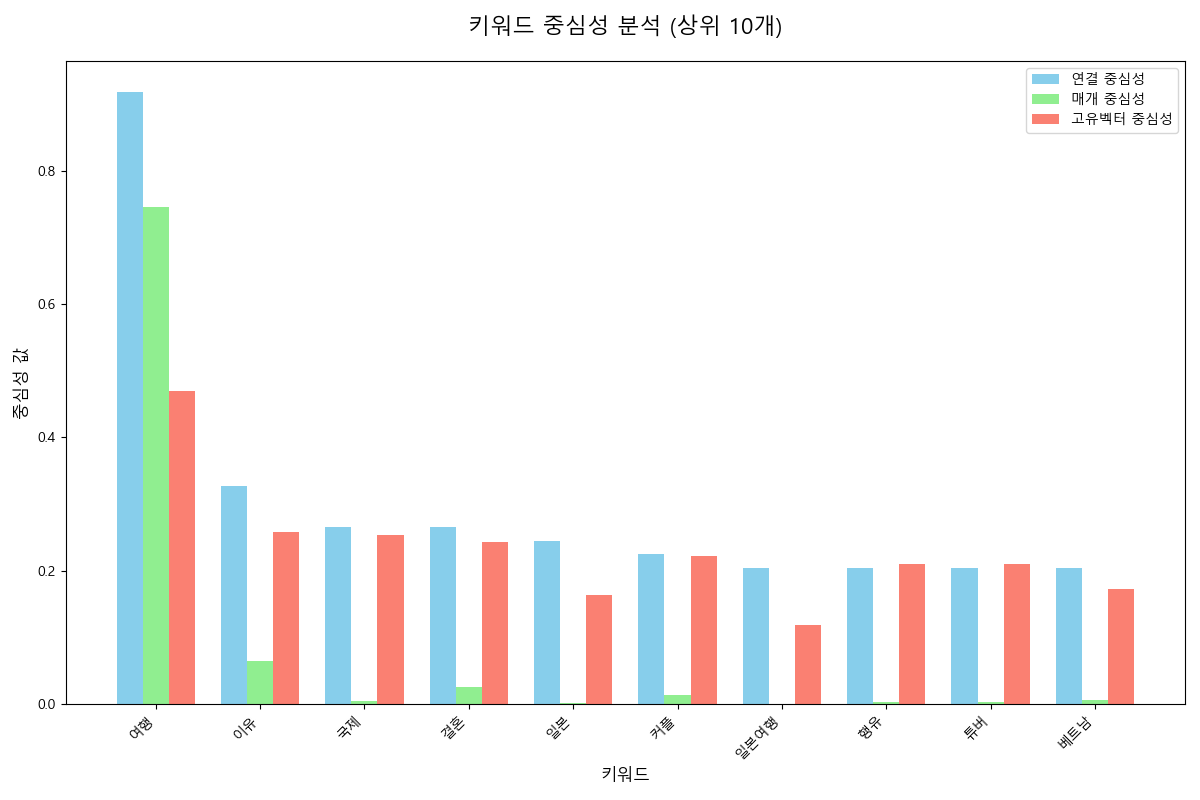 키워드 중심성 분석 (상위 10개)
연결 중심성
매개 중심성
고유벡터 중심성
중심성 값
0.8
0.6
0.4
0.2
0.0
여행
이유
국제
결혼
일본
커플
일본여행
행유
튜버
베트남
키워드